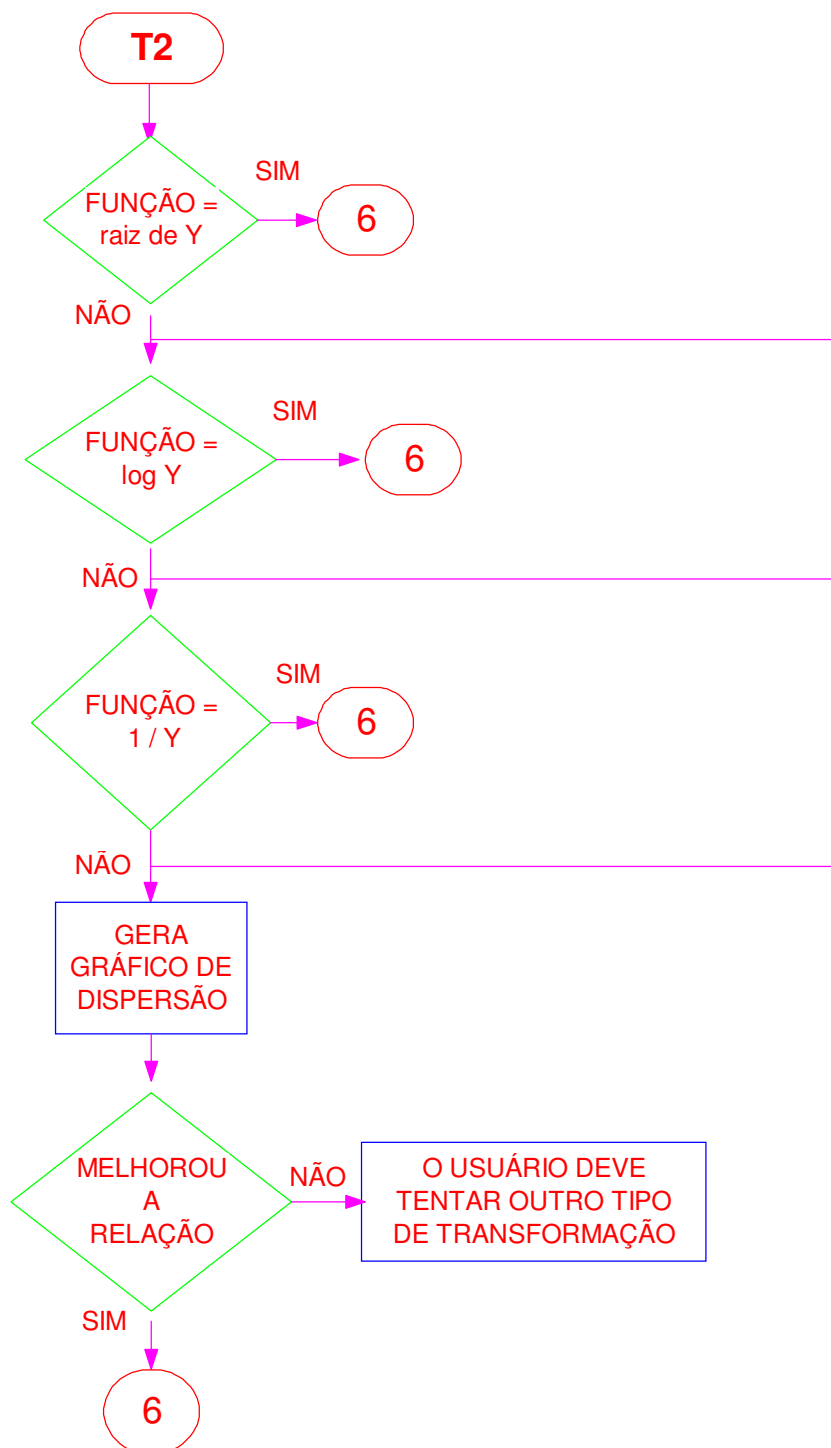 T2
FUNÇÃO =
raiz de Y
SIM
6
NÃO
FUNÇÃO =
log Y
SIM
6
NÃO
FUNÇÃO =
1 / Y
SIM
6
NÃO
GERA
GRÁFICO DE
DISPERSÃO
MELHOROU
A
RELAÇÃO
NÃO
O USUÁRIO DEVE
TENTAR OUTRO TIPO
DE TRANSFORMAÇÃO
SIM
6